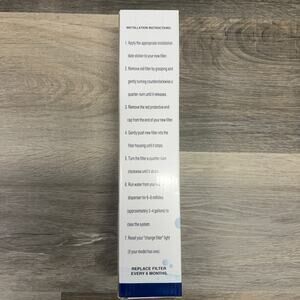 INSTALLATION INSTRUCTIONS:
1. Apply the appropriate installation
date sticker to your new filter.
2. Remove old filter by grasping and
gently turning counterclockwise a
quarter-turn until it releases.
3. Remove the red protective end
cap from the end of your new filter.
4. Gently push new filter into the
filter housing until it stops.
5. Turn the filter a quarter-turn
clockwise until it stops.
6. Run water from your
dispenser for 6-8 minutes
(approximately 3-4 gallons) to
clear the system.
7. Reset your "change filter" light
(if your model has one).
REPLACE FILTER
EVERY 6 MONTHS.